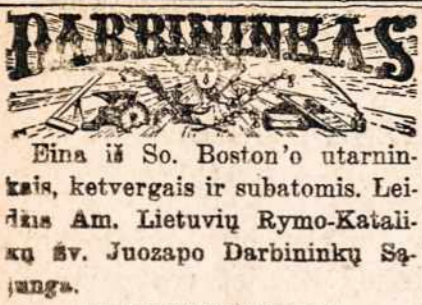 DARBININKAS
Eina iš So. Boston'o utarnin-
kais, ketvergais ir subatomis. Lei-
džia Am. Lietuvių Rymo-Katali-
kų šv. Juozapo Darbininkų Są-
junga.